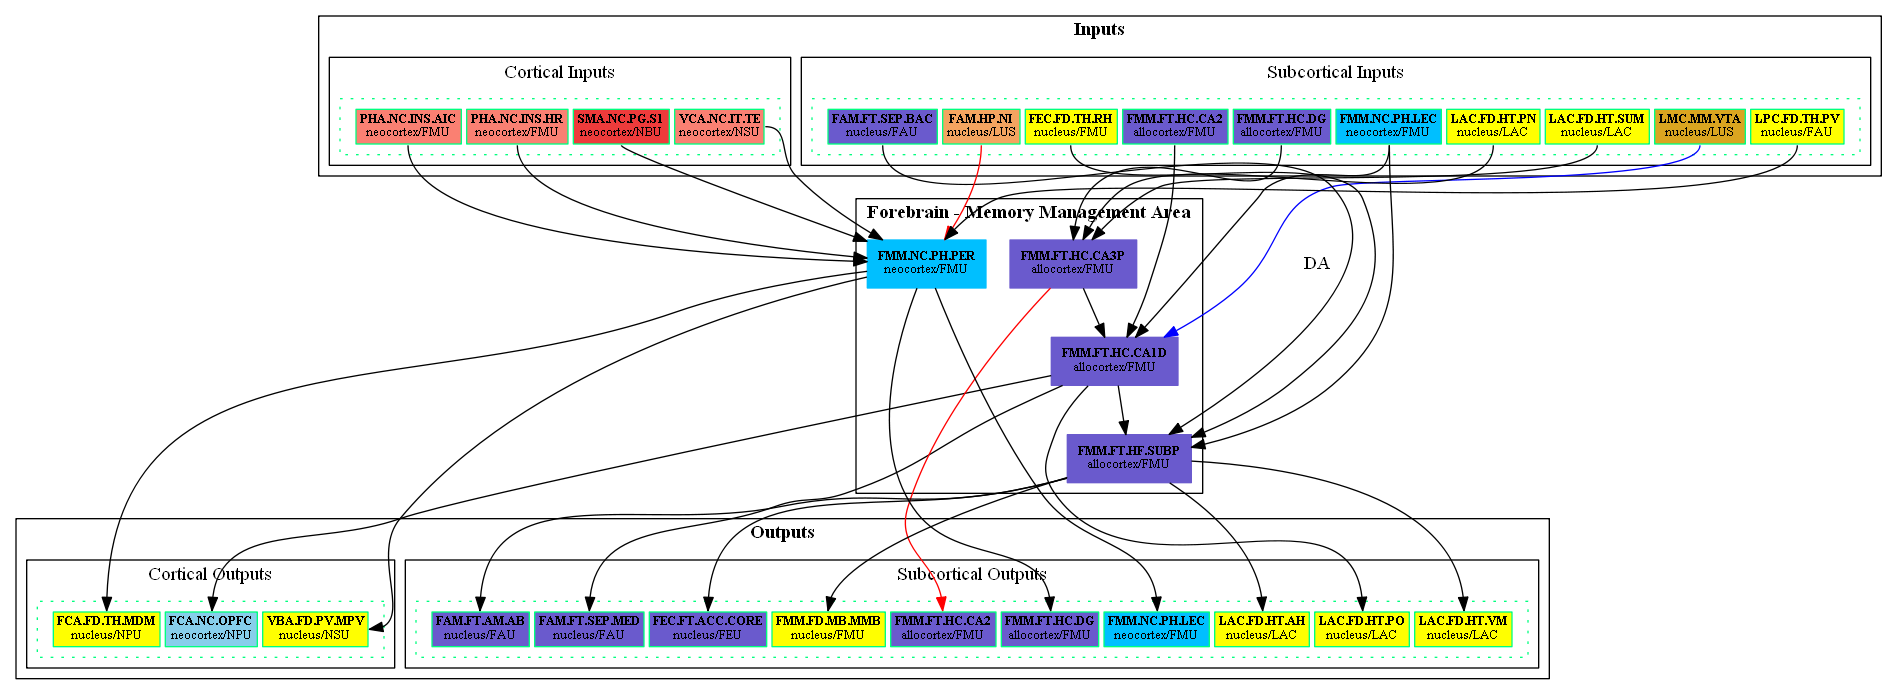 Inputs
Cortical Inputs
Subcortical Inputs
PHA.NC.INS.AIC
neocortex/FMU
PHA.NC.INS.HR
neocortex/FMU
SMA.NC.PG.S1
neocortex/NBU
VCA.NC.IT.TE
neocortex/NSU
FAM.FT.SEP.BAC
nucleus/FAU
FAM.HP.NI
nucleus/LUS
FEC.FD.TH.RH
nucleus/FMU
FMM.FT.HC.CA2
allocortex/FMU
FMM.FT.HC.DG
allocortex/FMU
FMM.NC.PH.LEC
neocortex/FMU
LAC.FD.HT.PN
nucleus/LAC
LAC.FD.HT.SUM
nucleus/LAC
LMC.MM.VTA
nucleus/LUS
LPC.FD.TH.PV
nucleus/FAU
Forebrain - Memory Management Area
FMM.NC.PH.PER
neocortex/FMU
FMM.FT.HC.CA3P
allocortex/FMU
DA
FMM.FT.HC.CA1D
allocortex/FMU
FMM.FT.HF.SUBP
allocortex/FMU
Outputs
Cortical Outputs
Subcortical Outputs
FCA.FD.TH.MDM
nucleus/NPU
FCA.NC.OPFC
neocortex/NPU
VBA.FD.PV.MPV
nucleus/NSU
FAM.FT.AM.AB
nucleus/FAU
FAM.FT.SEP.MED
nucleus/FAU
FEC.FT.ACC.CORE
nucleus/FEU
FMM.FD.MB.MMB
nucleus/FMU
FMM.FT.HC.CA2
allocortex/FMU
FMM.FT.HC.DG
allocortex/FMU
FMM.NC.PH.LEC
neocortex/FMU
LAC.FD.HT.AH
nucleus/LAC
LAC.FD.HT.PO
nucleus/LAC
LAC.FD.HT.VM
nucleus/LAC